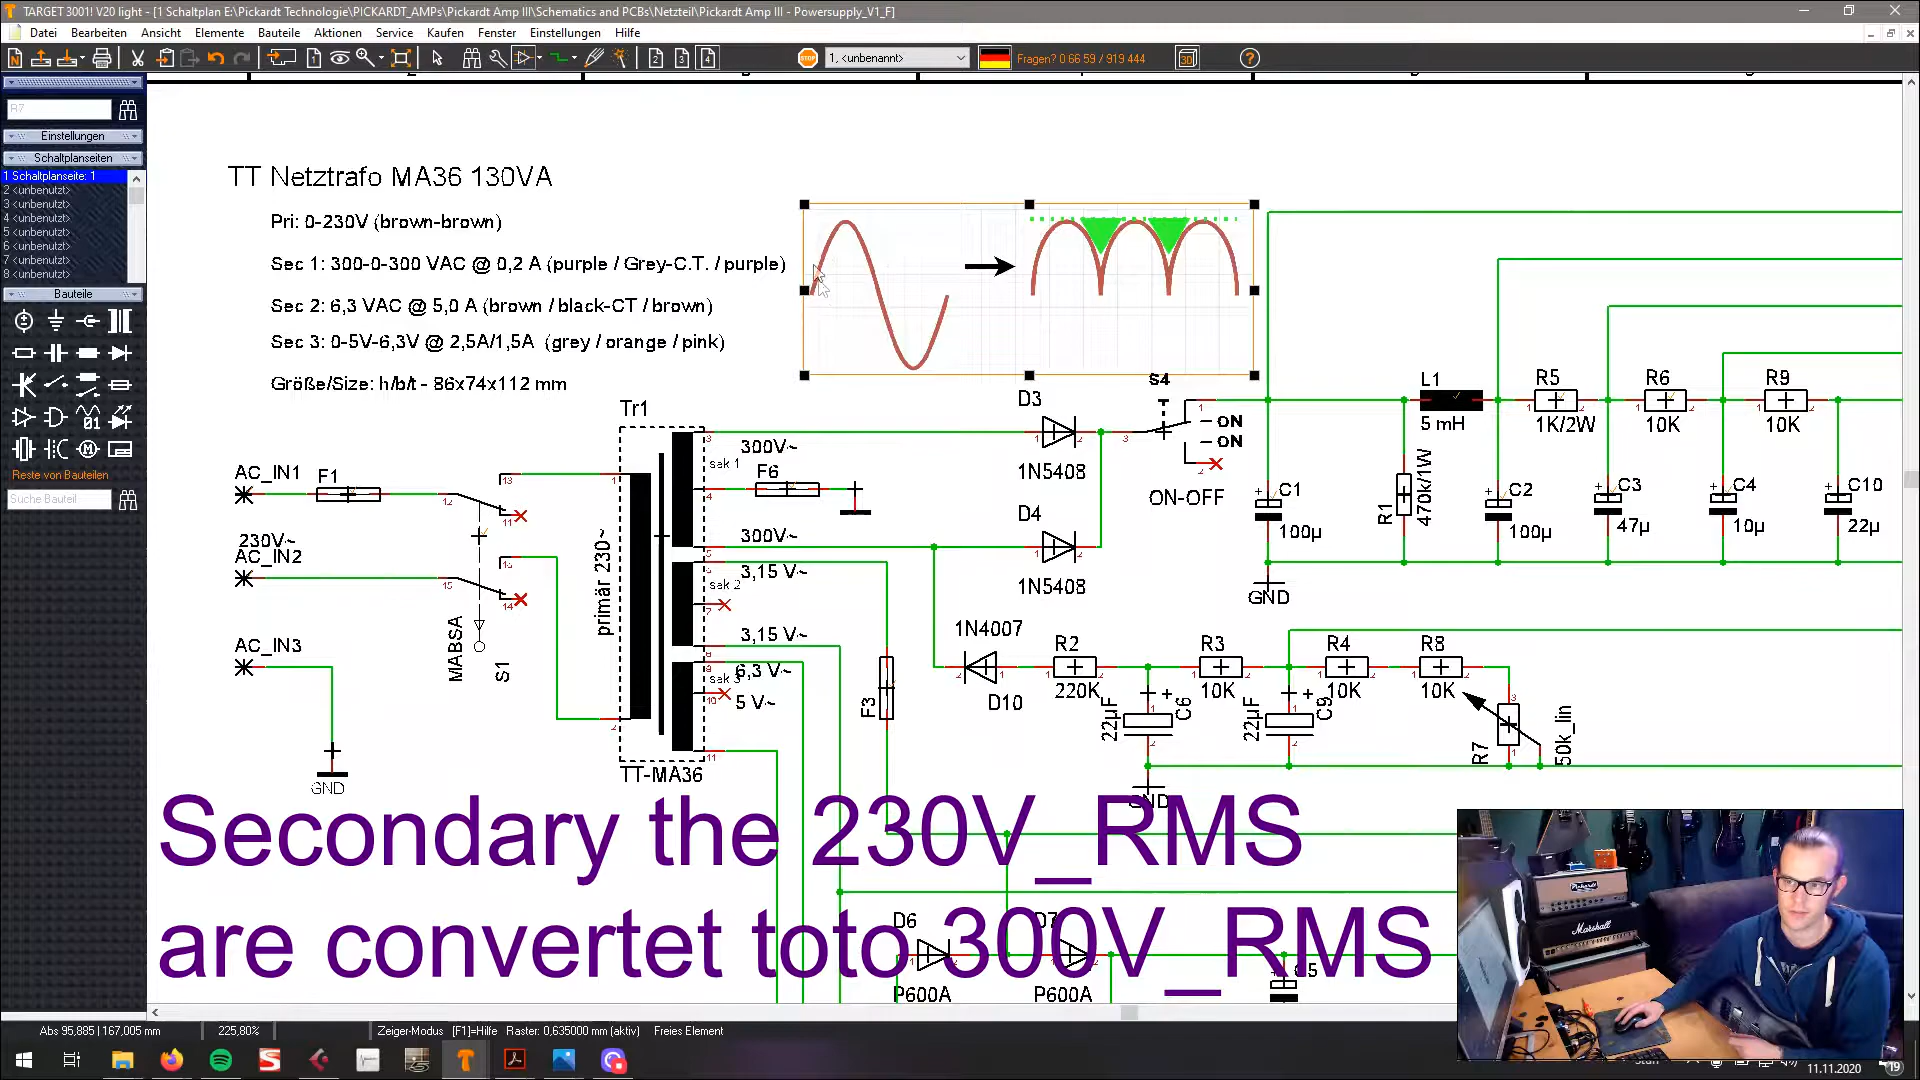 TARGET 3001! V20 light - [1 Schaltplan E:\Pickardt Technologie\PICKARDT_AMPs\Pickardt Amp III\Schematics and PCBs\Netzteil\Pickardt Amp III - Powersupply_V1_F]
Datei Bearbeiten Ansicht Elemente Bauteile Aktionen Service Kaufen Fenster Einstellungen Hilfe
1, <unbenannt>
Fragen? 0 66 59 / 919 444
R7
Einstellungen
Schaltplanseiten
1 Schaltplanseite: 1
2 <unbenutzt>
3 <unbenutzt>
4 <unbenutzt>
5 <unbenutzt>
6 <unbenutzt>
7 <unbenutzt>
8 <unbenutzt>
Bauteile
Reste von Bauteilen
Suche Bauteil
TT Netztrafo MA36 130VA
Pri: 0-230V (brown-brown)
Sec 1: 300-0-300 VAC @ 0,2 A (purple / Grey-C.T. / purple)
Sec 2: 6,3 VAC @ 5,0 A (brown / black-CT / brown)
Sec 3: 0-5V-6,3V @ 2,5A/1,5A (grey / orange / pink)
Größe/Size: h/b/t - 86x74x112 mm
Tr1
primär 230~
TT-MA36
AC_IN1
F1
230V~
AC_IN2
AC_IN3
GND
MABSA
S1
300V~
sak 1
F6
300V~
3,15 V~
sak 2
3,15 V~
6,3 V~
sak 3
5 V~
F3
D3
1N5408
D4
1N5408
S4
ON
ON
ON-OFF
C1
100µ
GND
R1
470k/1W
L1
5 mH
C2
100µ
R5
1K/2W
C3
47µ
R6
10K
C4
10µ
R9
10K
C10
22µ
1N4007
D10
R2
220K
22µF
C6
GND
R3
10K
22µF
C9
R4
10K
R8
10K
R7
50k_lin
Secondary the 230V_RMS
are convertet toto 300V_RMS
D6
P600A
D7
P600A
C5
Pickardt
Marshall
Abs 95,885 | 167,005 mm
225,80%
Zeiger-Modus [F1]=Hilfe Raster: 0,635000 mm (aktiv) Freies Element
11.11.2020
19